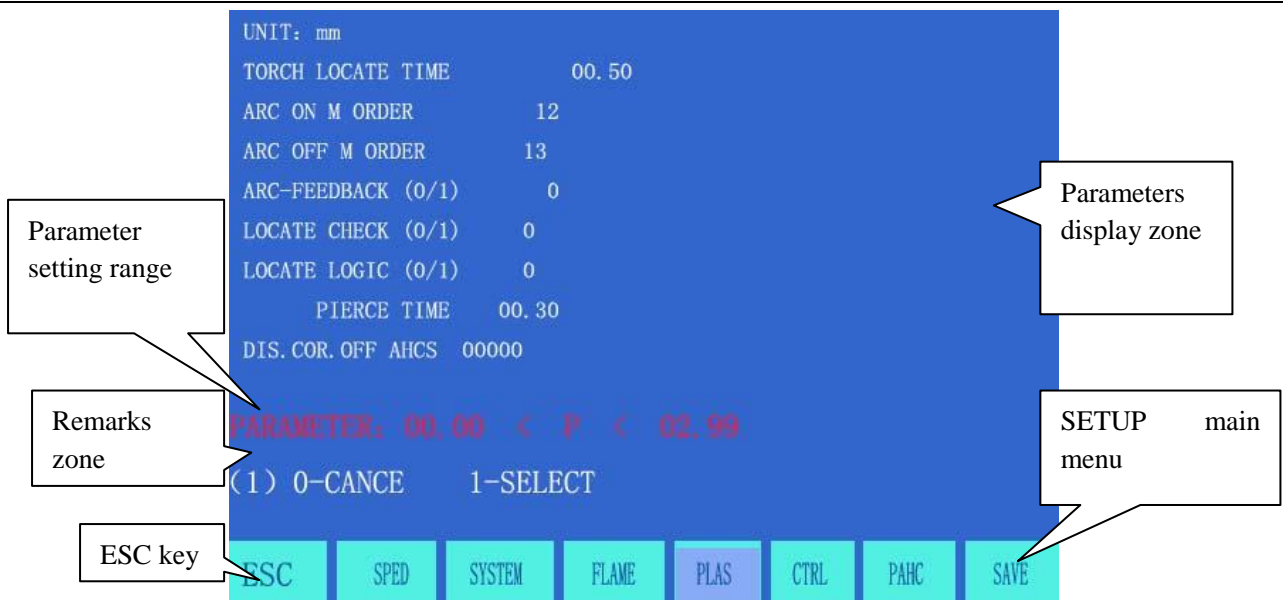 UNIT: mm
TORCH LOCATE TIME 00.50
ARC ON M ORDER 12
ARC OFF M ORDER 13
ARC-FEEDBACK (0/1) 0
LOCATE CHECK (0/1) 0
LOCATE LOGIC (0/1) 0
PIERCE TIME 00.30
DIS.COR.OFF AHCS 00000
PARAMETER: 00.00 < P < 02.99
(1) 0-CANCE 1-SELECT
ESC SPED SYSTEM FLAME PLAS CTRL PAHC SAVE
Parameter
setting range
Remarks
zone
ESC key
Parameters
display zone
SETUP main
menu